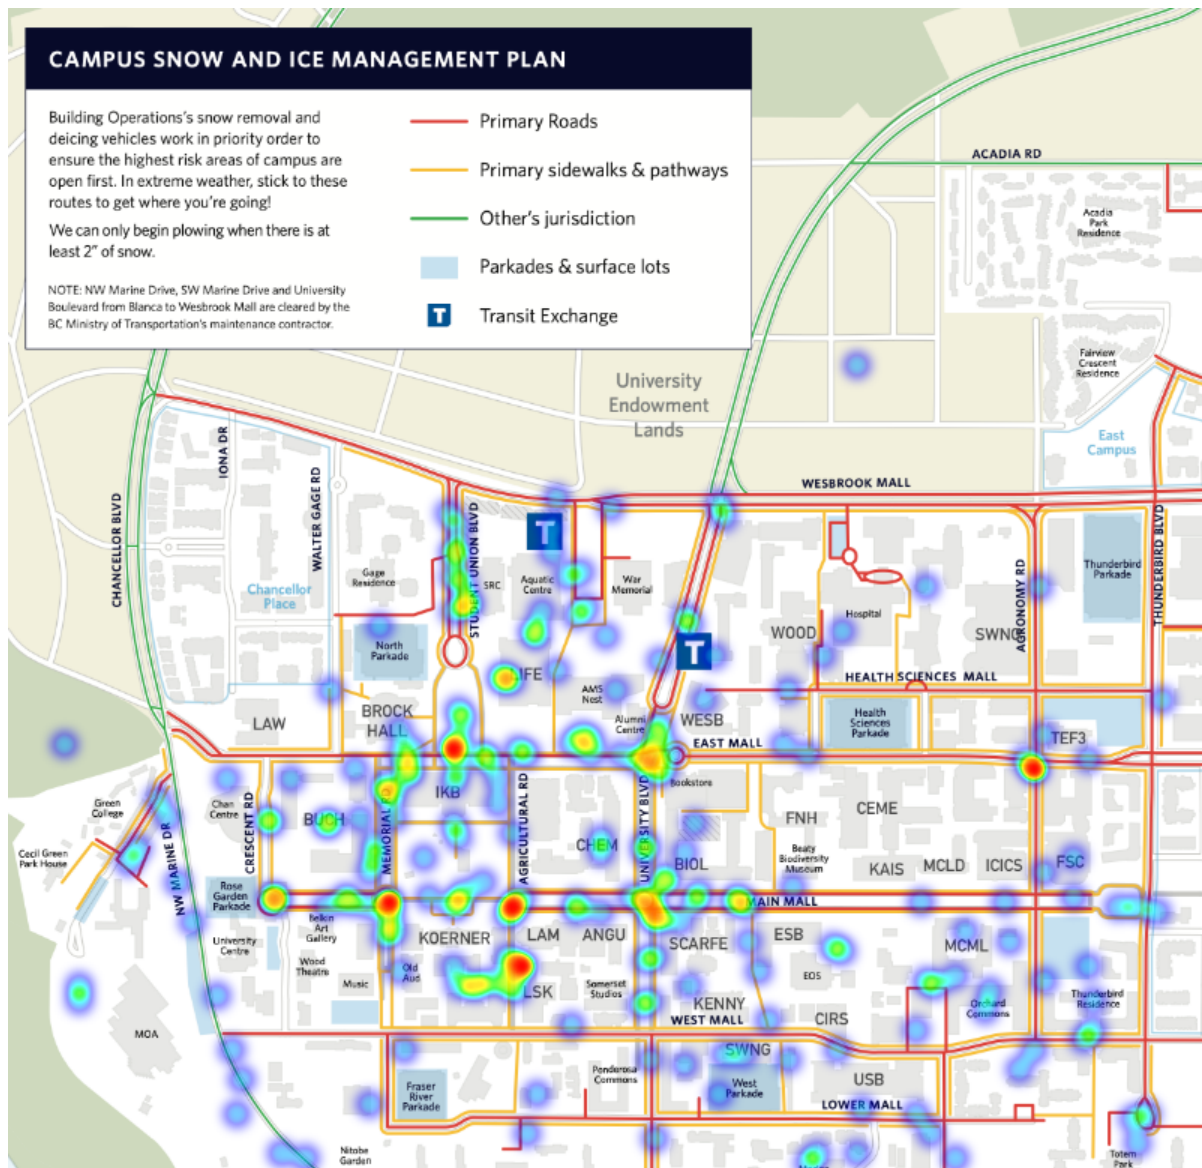 CAMPUS SNOW AND ICE MANAGEMENT PLAN
Building Operations's snow removal and
deicing vehicles work in priority order to
ensure the highest risk areas of campus are
open first. In extreme weather, stick to these
routes to get where you're going!
We can only begin plowing when there is at
least 2" of snow.
NOTE: NW Marine Drive, SW Marine Drive and University
Boulevard from Blanca to Wesbrook Mall are cleared by the
BC Ministry of Transportation's maintenance contractor.
Primary Roads
Primary sidewalks & pathways
Other's jurisdiction
Parkades & surface lots
T
Transit Exchange
ACADIA RD
Acadia
Park
Residence
Fairview
Crescent
Residence
University
Endowment
Lands
East
Campus
WESBROOK MALL
IONA DR
WALTER GAGE RD
CHANCELLOR BLVD
STUDENT UNION BLVD
AGRONOMY RD
THUNDERBIRD BLVD
T
Gage
Residence
SRC
Aquatic
Centre
War
Memorial
Thunderbird
Parkade
Chancellor
Place
Hospital
WOOD
SWNG
North
Parkade
T
LIFE
HEALTH SCIENCES MALL
AMS
Nest
LAW
BROCK
HALL
Alumni
Centre
WESB
Health
Sciences
Parkade
TEF3
EAST MALL
Bookstore
IKB
Green
College
Chan
Centre
CRESCENT RD
BUCH
MEMORIAL RD
AGRICULTURAL RD
UNIVERSITY BLVD
CEME
FNH
CHEM
Cecil Green
Park House
NW MARINE DR
BIOL
Beaty
Biodiversity
Museum
KAIS
MCLD
ICICS
FSC
Rose
Garden
Parkade
MAIN MALL
Belkin
Art
Gallery
University
Centre
KOERNER
LAM
ANGU
SCARFE
ESB
MCML
Wood
Theatre
Music
Old
Aud
EOS
LSK
Somerset
Studios
KENNY
Orchard
Commons
Thunderbird
Residence
MOA
WEST MALL
CIRS
SWNG
Ponderosa
Commons
Fraser
River
Parkade
West
Parkade
USB
LOWER MALL
Nitobe
Garden
Totem
Park